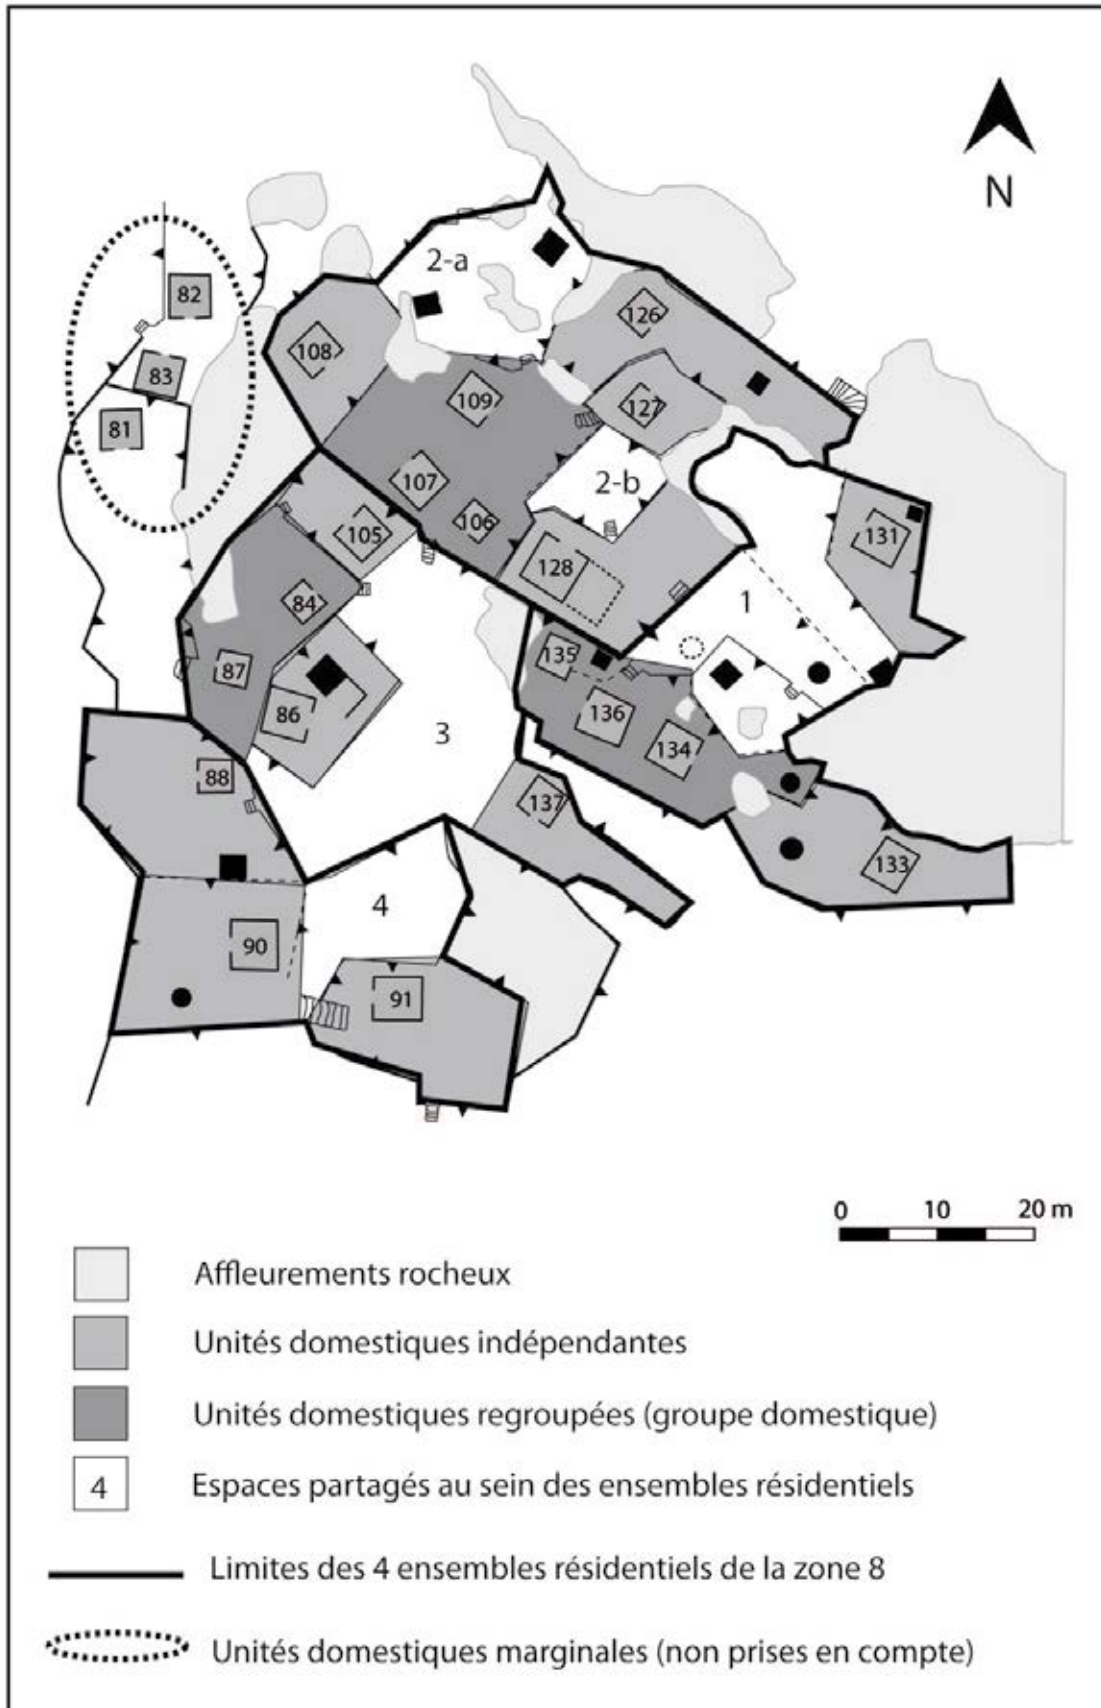 N
2-a
82
126
108
83
109
127
81
107
2-b
106
105
131
128
84
1
135
87
86
136
3
134
88
137
133
4
90
91
0 10 20 m
Affleurements rocheux
Unités domestiques indépendantes
Unités domestiques regroupées (groupe domestique)
4 Espaces partagés au sein des ensembles résidentiels
Limites des 4 ensembles résidentiels de la zone 8
Unités domestiques marginales (non prises en compte)